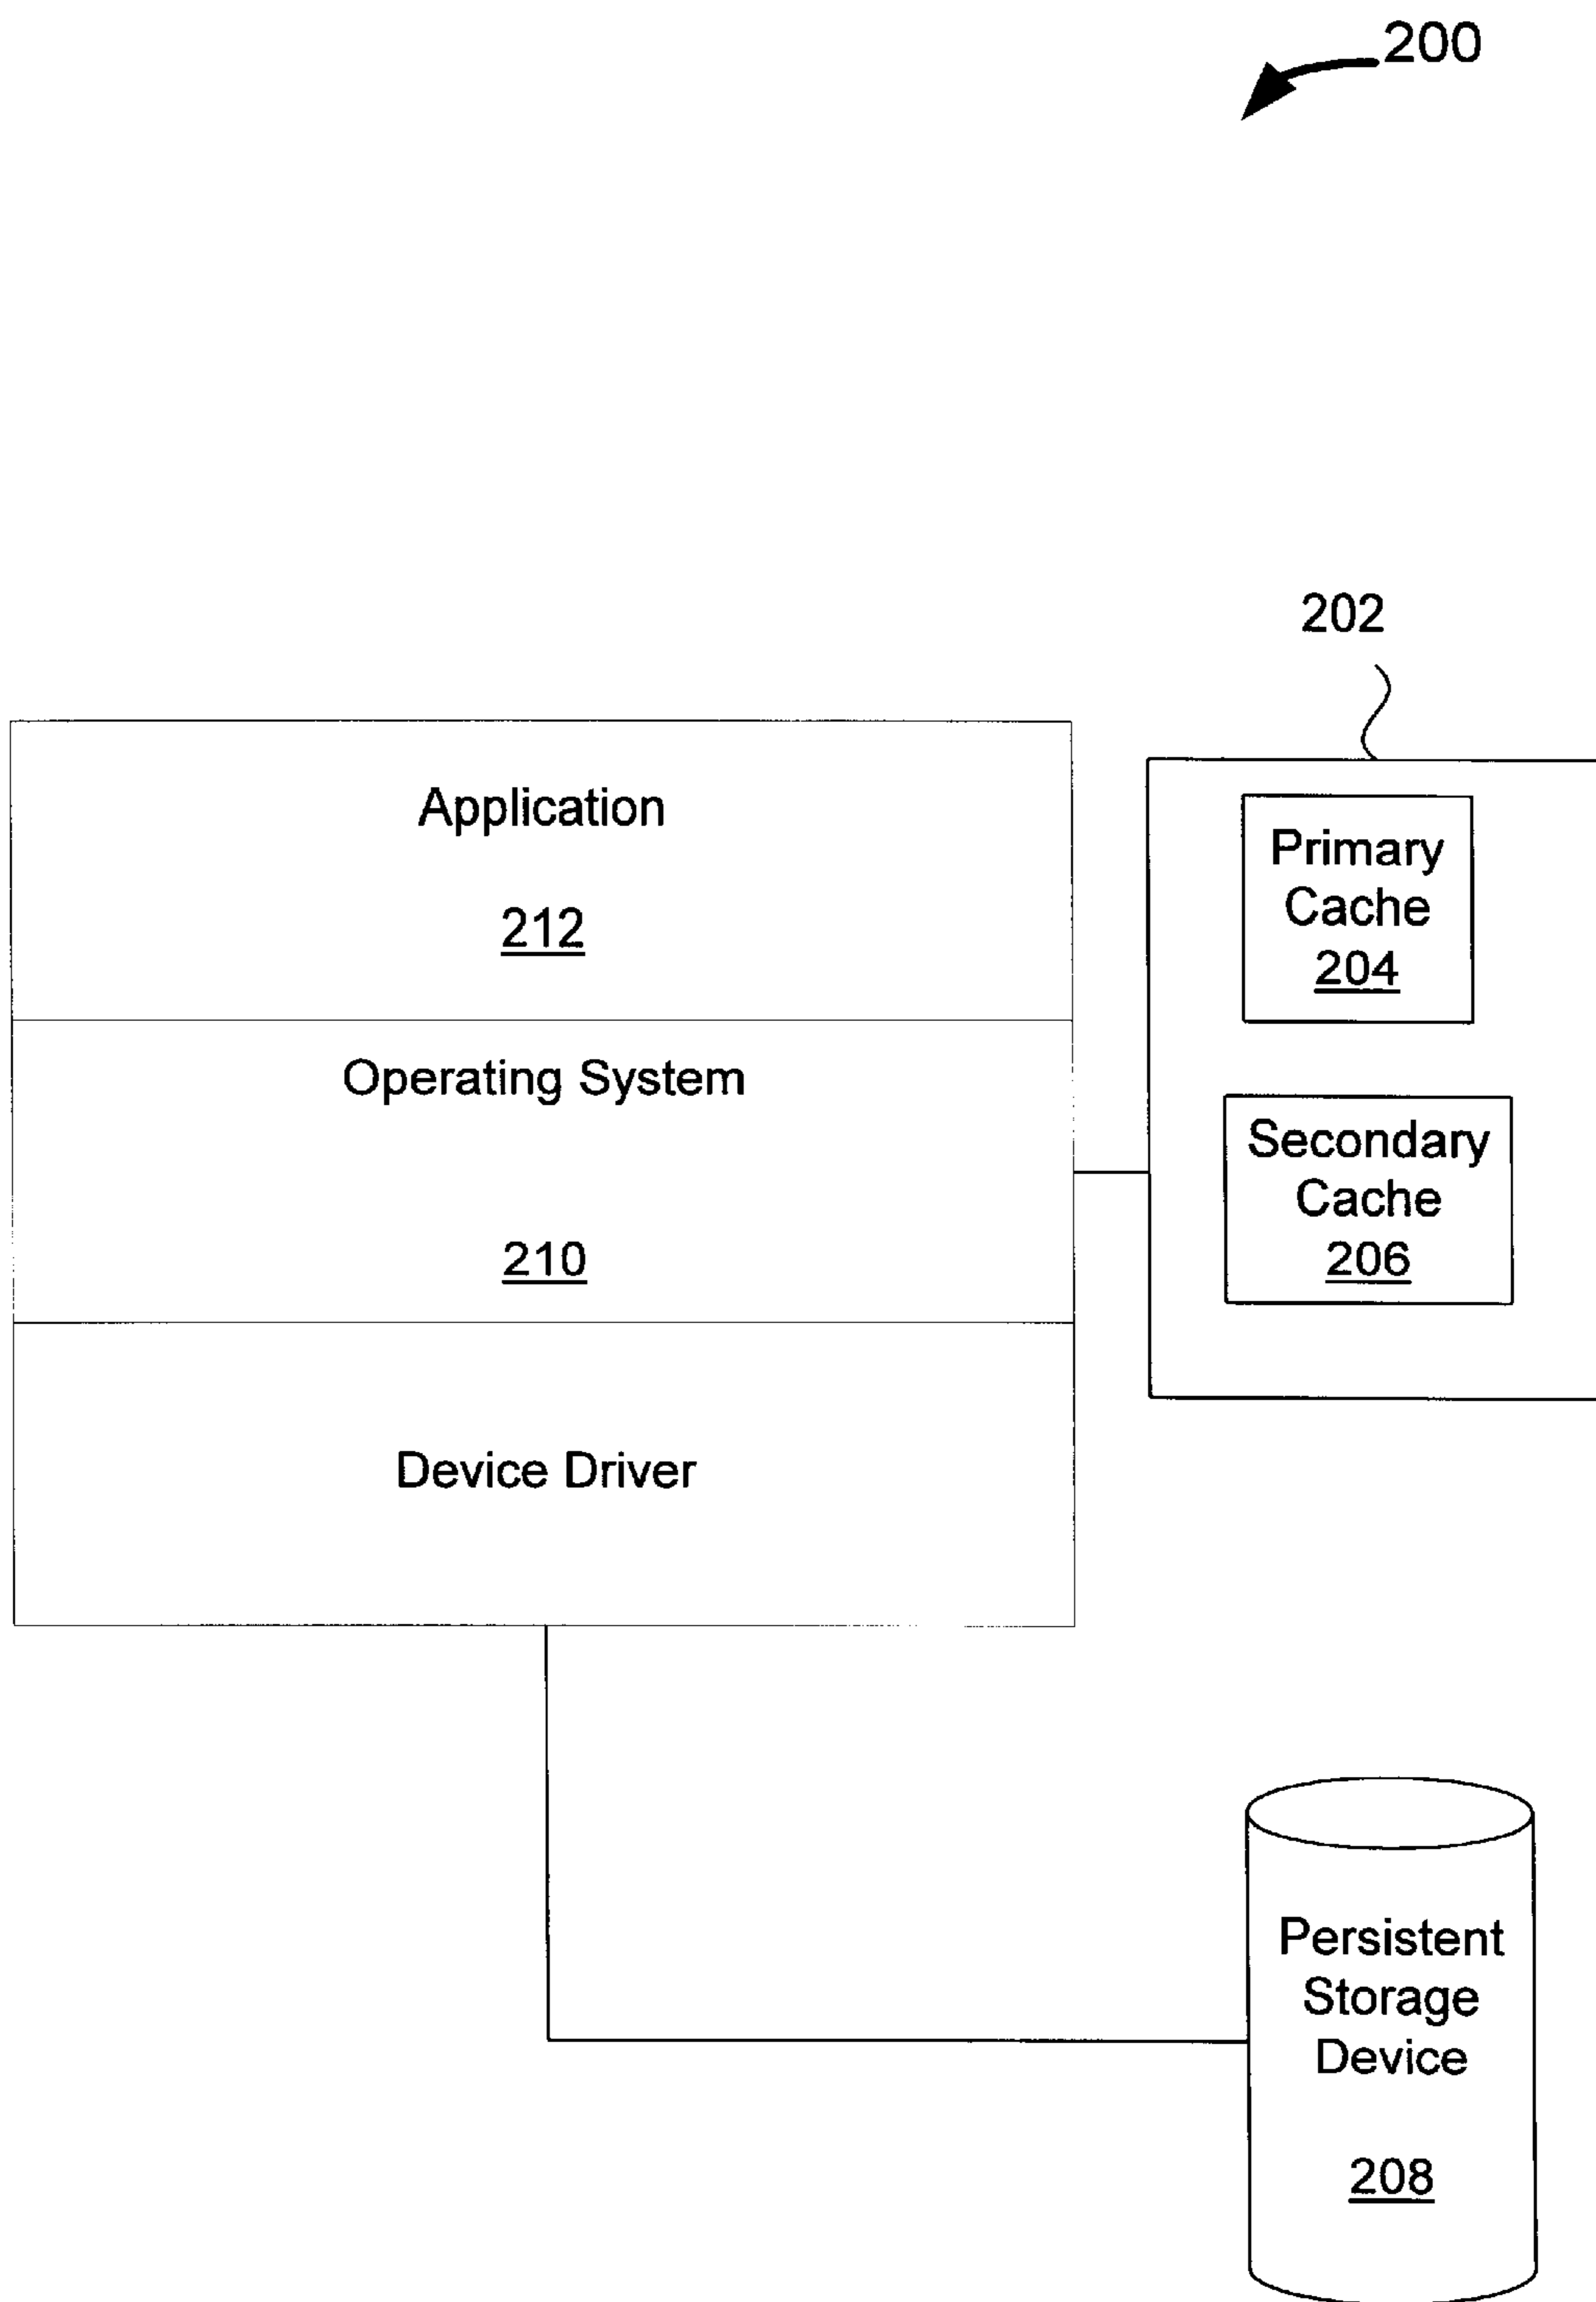 200
202
Application
212
Primary
Cache
204
Operating System
210
Secondary
Cache
206
Device Driver
Persistent
Storage
Device
208